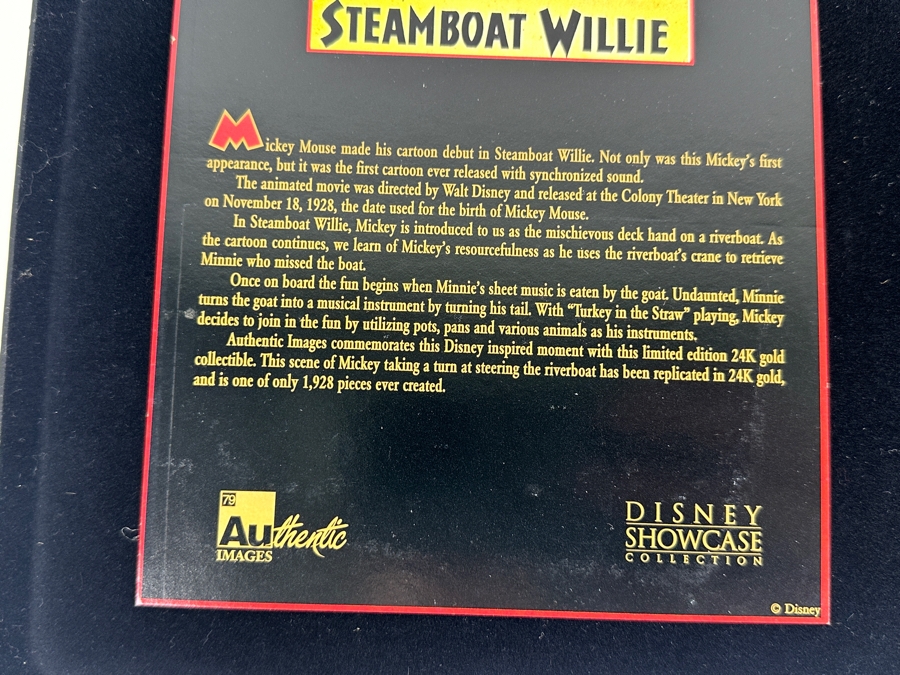 STEAMBOAT WILLIE
Mickey Mouse made his cartoon debut in Steamboat Willie. Not only was this Mickey's first
appearance, but it was the first cartoon ever released with synchronized sound.
The animated movie was directed by Walt Disney and released at the Colony Theater in New York
on November 18, 1928, the date used for the birth of Mickey Mouse.
In Steamboat Willie, Mickey is introduced to us as the mischievous deck hand on a riverboat. As
the cartoon continues, we learn of Mickey's resourcefulness as he uses the riverboat's crane to retrieve
Minnie who missed the boat.
Once on board the fun begins when Minnie's sheet music is eaten by the goat. Undaunted, Minnie
turns the goat into a musical instrument by turning his tail. With “Turkey in the Straw” playing, Mickey
decides to join in the fun by utilizing pots, pans and various animals as his instruments.
Authentic Images commemorates this Disney inspired moment with this limited edition 24K gold
collectible. This scene of Mickey taking a turn at steering the riverboat has been replicated in 24K gold,
and is one of only 1,928 pieces ever created.
79
Authentic
IMAGES
DISNEY
SHOWCASE
COLLECTION
© Disney